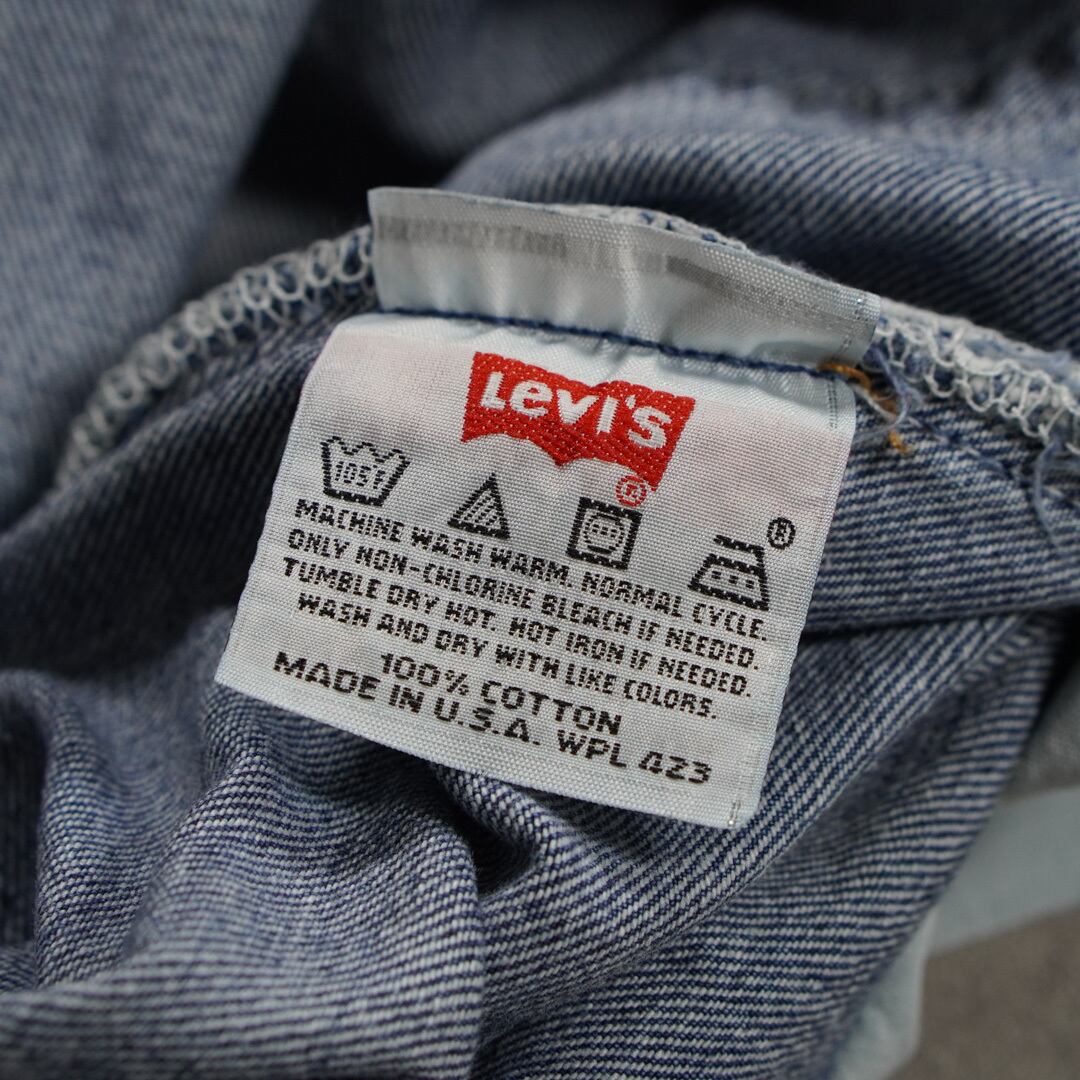 Levi's
®
105F
®
MACHINE WASH WARM. NORMAL CYCLE.
ONLY NON-CHLORINE BLEACH IF NEEDED.
TUMBLE DRY HOT. HOT IRON IF NEEDED.
WASH AND DRY WITH LIKE COLORS.
100% COTTON
MADE IN U.S.A. WPL 423